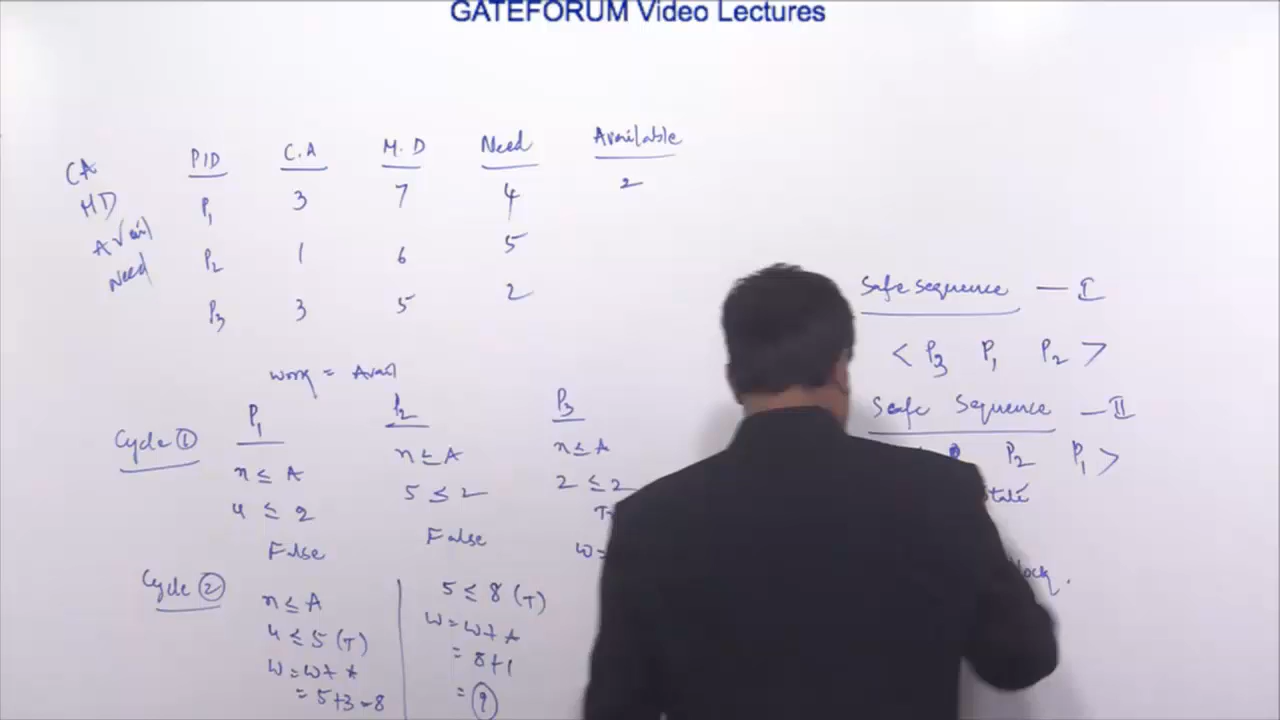 GATEFORUM Video Lectures
CA PID C.A M.D Need Available
MD P1 3 7 4 2
Avail P2 1 6 5
Need P3 3 5 2
Safe sequence — I
< P3 P1 P2 >
work = Avail
Safe Sequence — II
P2 P1 >
Cycle ① P1 P2 P3
n ≤ A n ≤ A n ≤ A
4 ≤ 2 5 ≤ 2 2 ≤ 2
False False
Cycle ②
n ≤ A 5 ≤ 8 (T)
4 ≤ 5 (T) W = W + A
W = W + A = 8+1
= 5+3 = 8 = ⑨